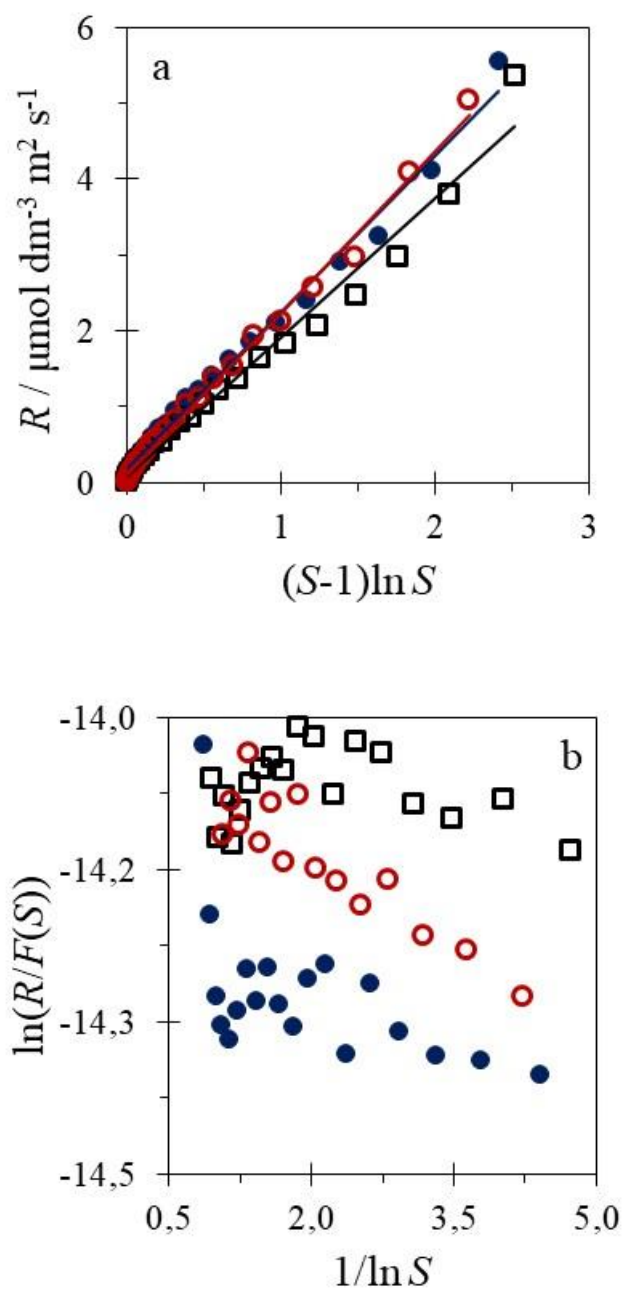 a
6
4
2
0
R / μmol dm⁻³ m² s⁻¹
0 1 2 3
(S-1)ln S
b
-14,0
-14,2
-14,3
-14,5
ln(R/F(S))
0,5 2,0 3,5 5,0
1/ln S